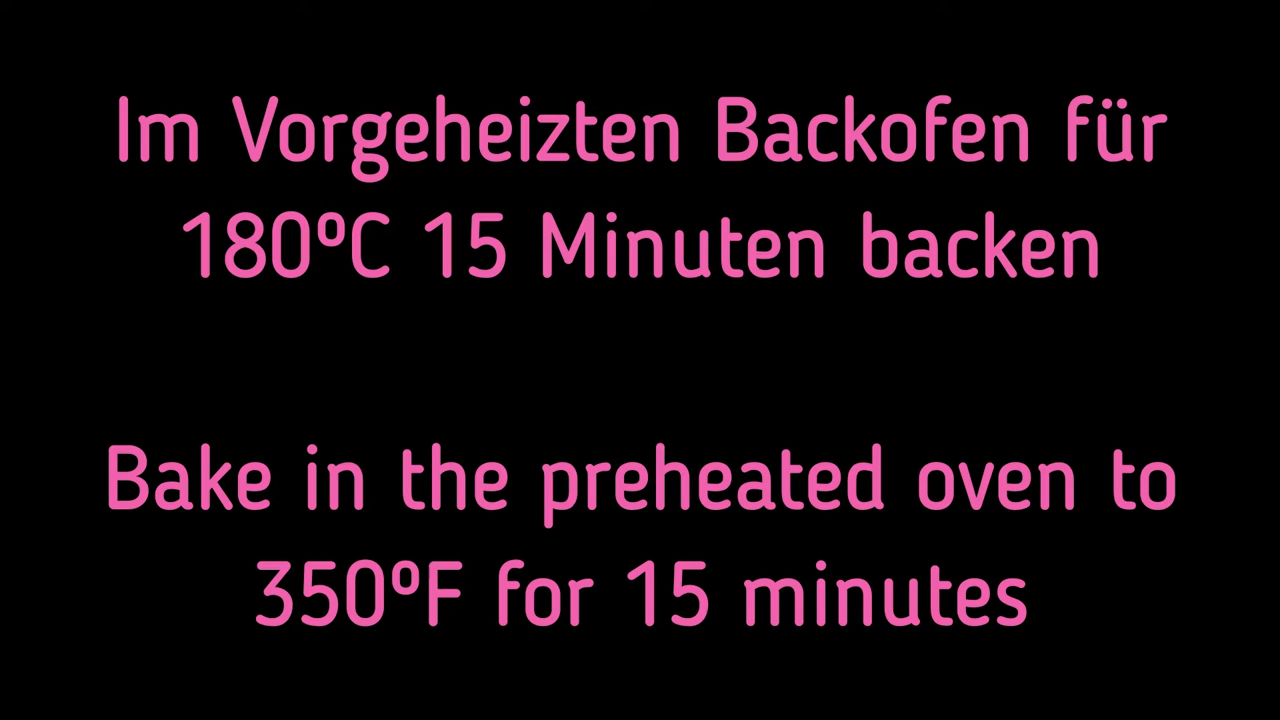 Im Vorgeheizten Backofen für
180ºC 15 Minuten backen
Bake in the preheated oven to
350ºF for 15 minutes